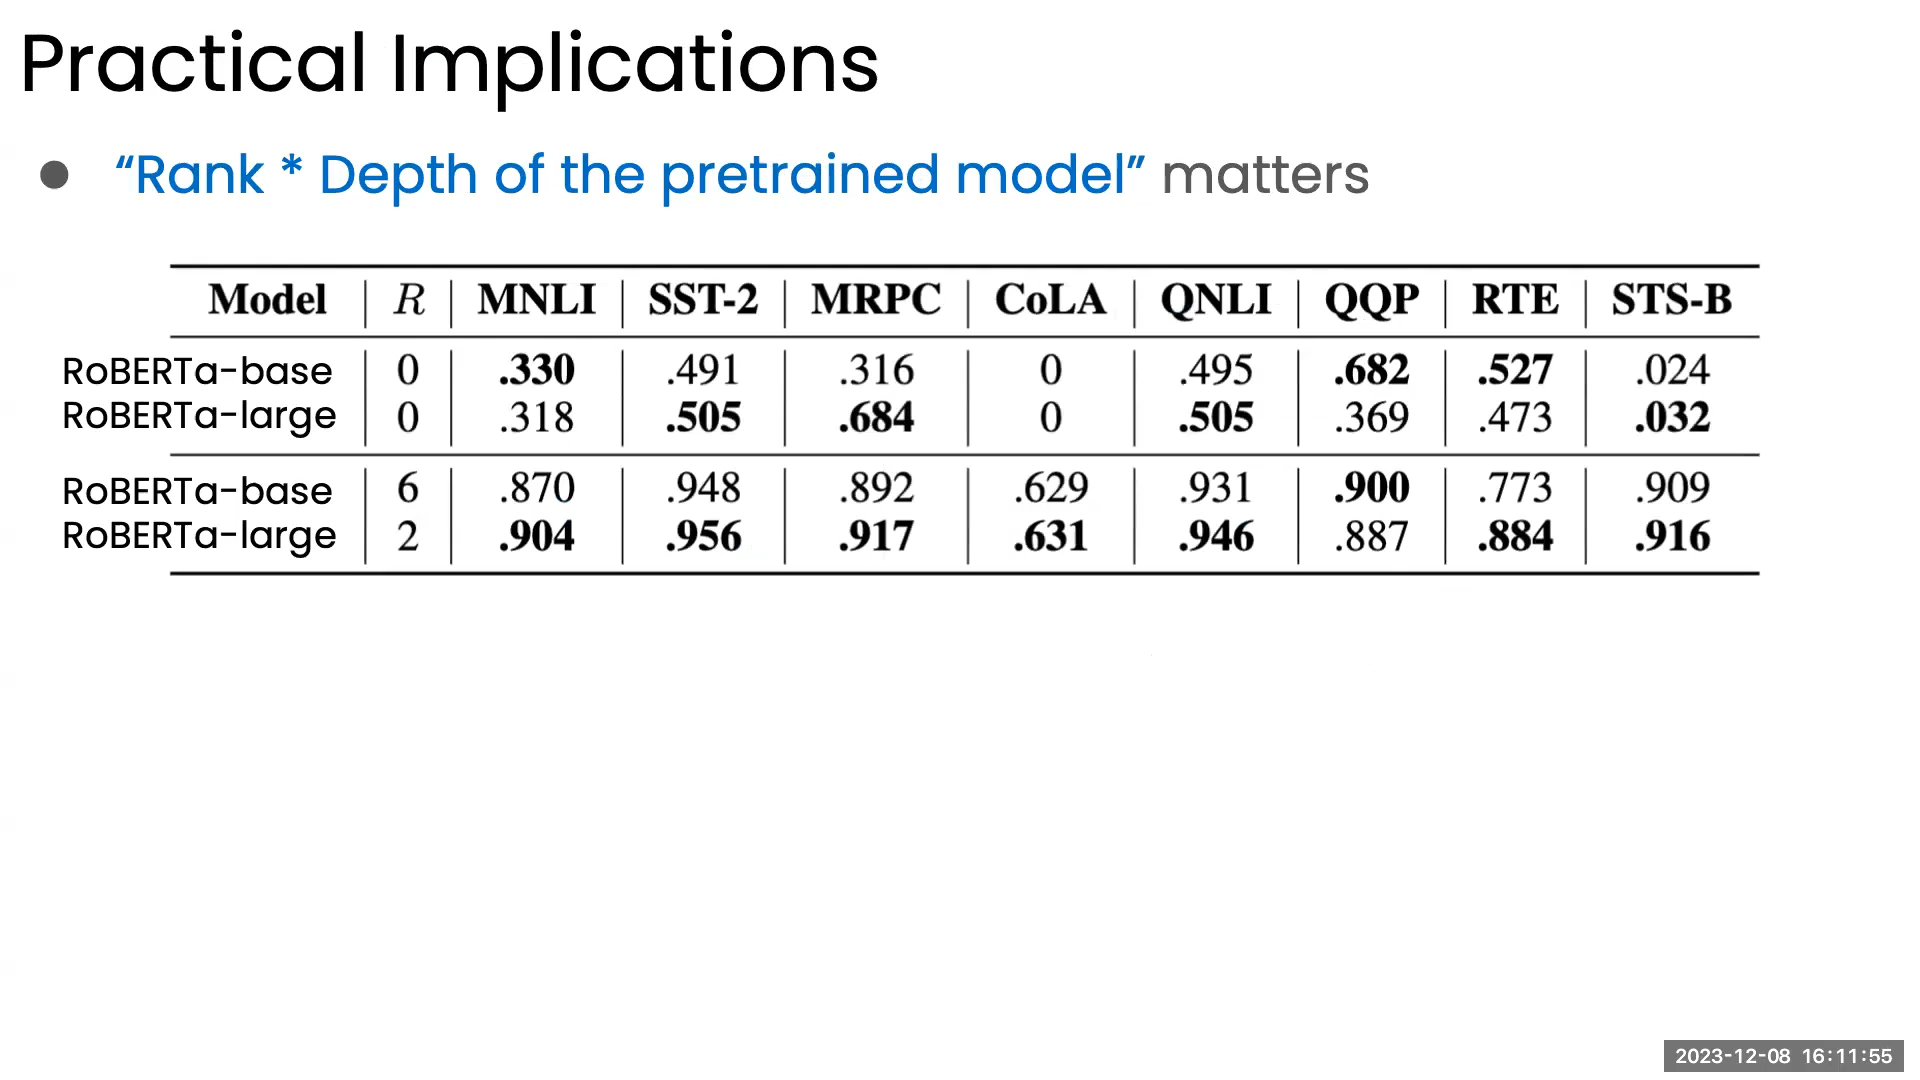 Practical Implications
● “Rank * Depth of the pretrained model” matters
Model R MNLI SST-2 MRPC CoLA QNLI QQP RTE STS-B
RoBERTa-base 0 .330 .491 .316 0 .495 .682 .527 .024
RoBERTa-large 0 .318 .505 .684 0 .505 .369 .473 .032
RoBERTa-base 6 .870 .948 .892 .629 .931 .900 .773 .909
RoBERTa-large 2 .904 .956 .917 .631 .946 .887 .884 .916
2023-12-08 16:11:55